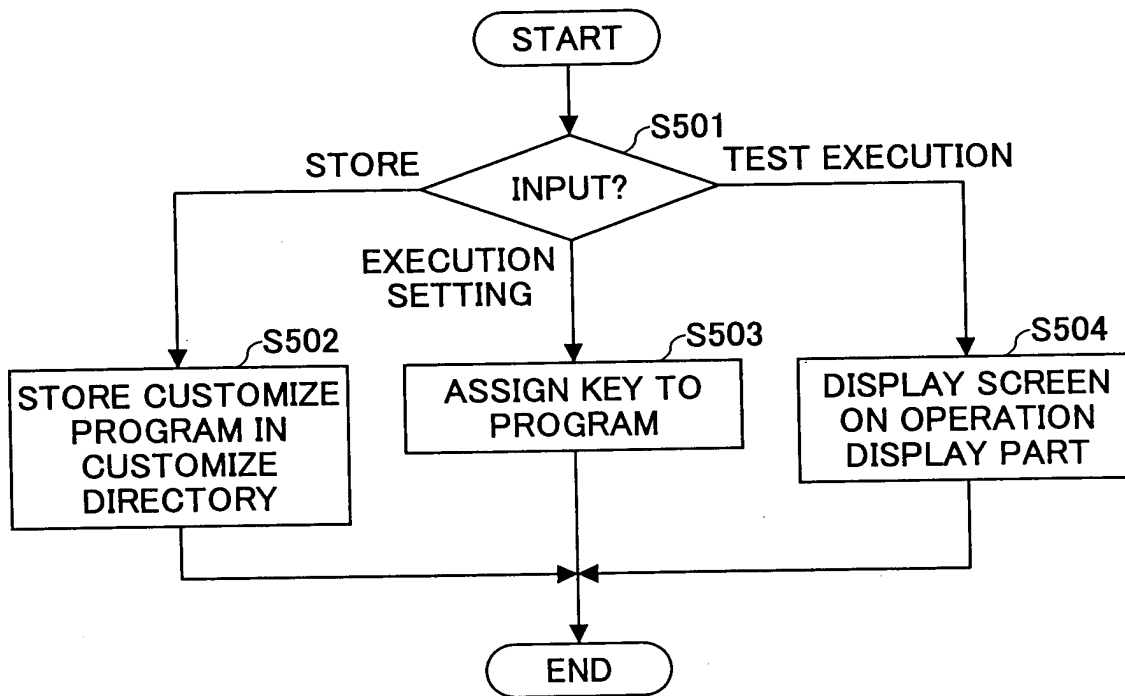 START
S501
STORE
INPUT?
TEST EXECUTION
EXECUTION
SETTING
S502
STORE CUSTOMIZE
PROGRAM IN
CUSTOMIZE
DIRECTORY
S503
ASSIGN KEY TO
PROGRAM
S504
DISPLAY SCREEN
ON OPERATION
DISPLAY PART
END